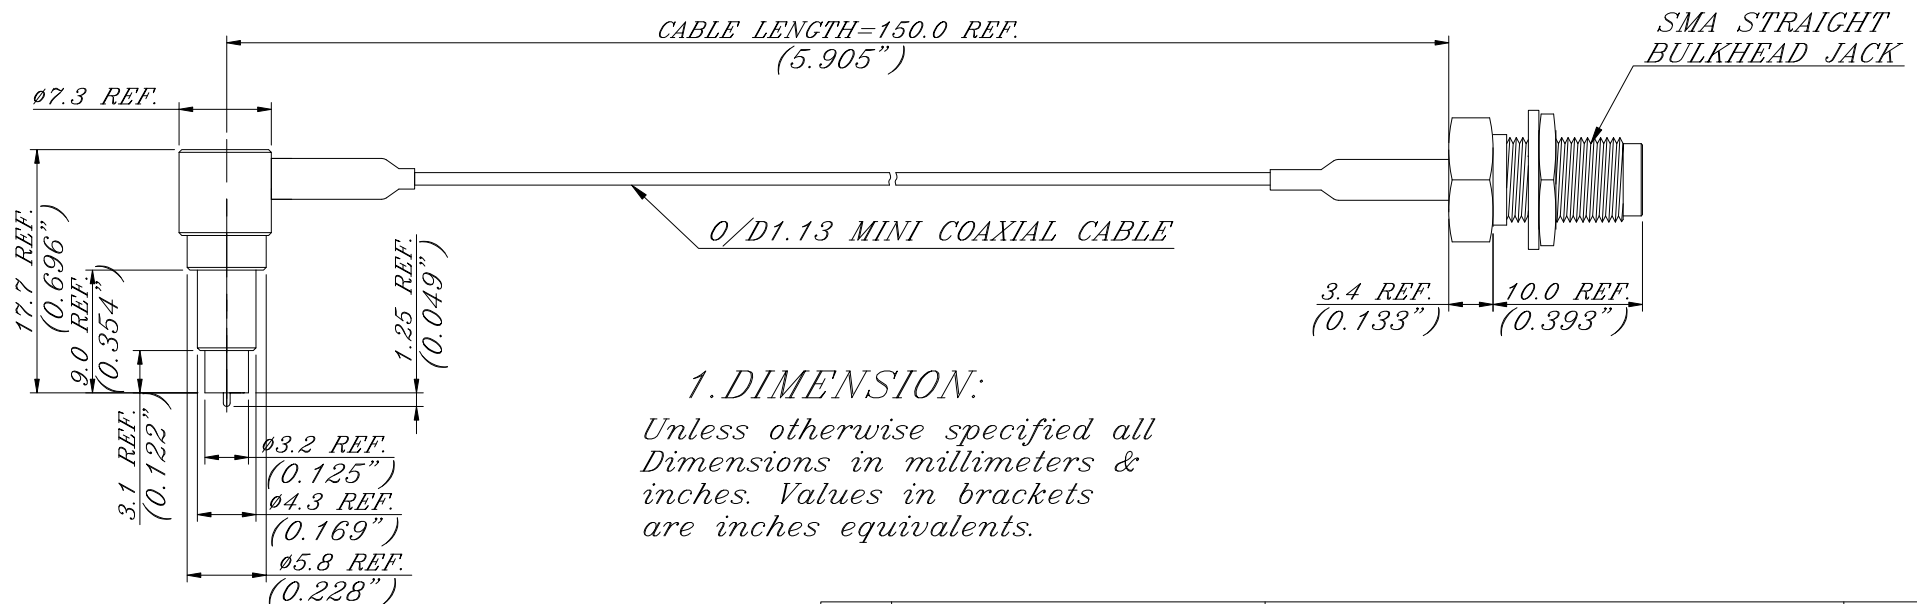 CABLE LENGTH=150.0 REF.
(5.905")
SMA STRAIGHT
BULKHEAD JACK
ø7.3 REF.
17.7 REF.
(0.696")
9.0 REF.
(0.354")
3.1 REF.
(0.122")
1.25 REF.
(0.049")
O/D1.13 MINI COAXIAL CABLE
3.4 REF.
(0.133")
10.0 REF.
(0.393")
ø3.2 REF.
(0.125")
ø4.3 REF.
(0.169")
ø5.8 REF.
(0.228")
1.DIMENSION:
Unless otherwise specified all
Dimensions in millimeters &
inches. Values in brackets
are inches equivalents.